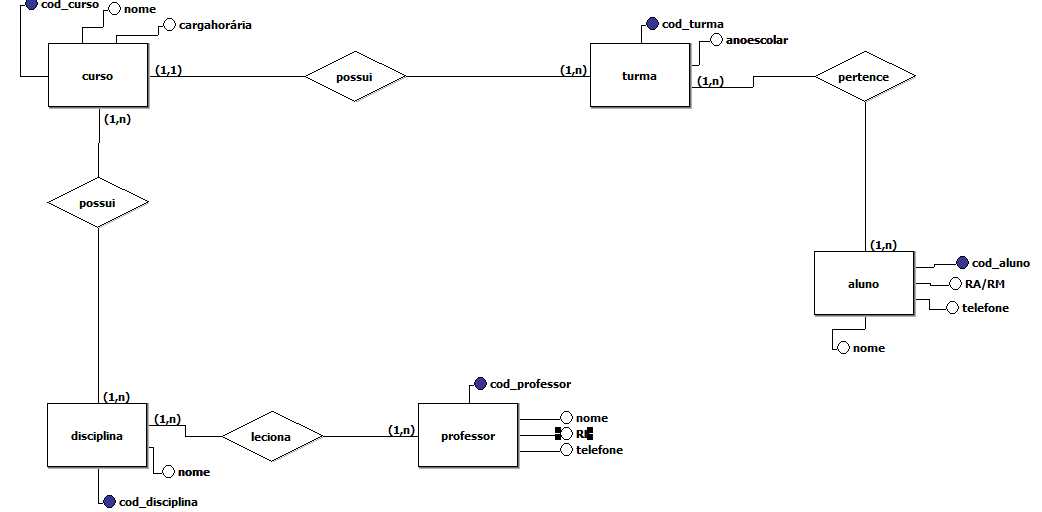 cod_curso
nome
cargahorária
curso
(1,1)
possui
(1,n)
turma
cod_turma
anoescolar
(1,n)
pertence
(1,n)
possui
(1,n)
aluno
cod_aluno
RA/RM
telefone
nome
(1,n)
disciplina
(1,n)
leciona
(1,n)
professor
cod_professor
nome
telefone
nome
cod_disciplina